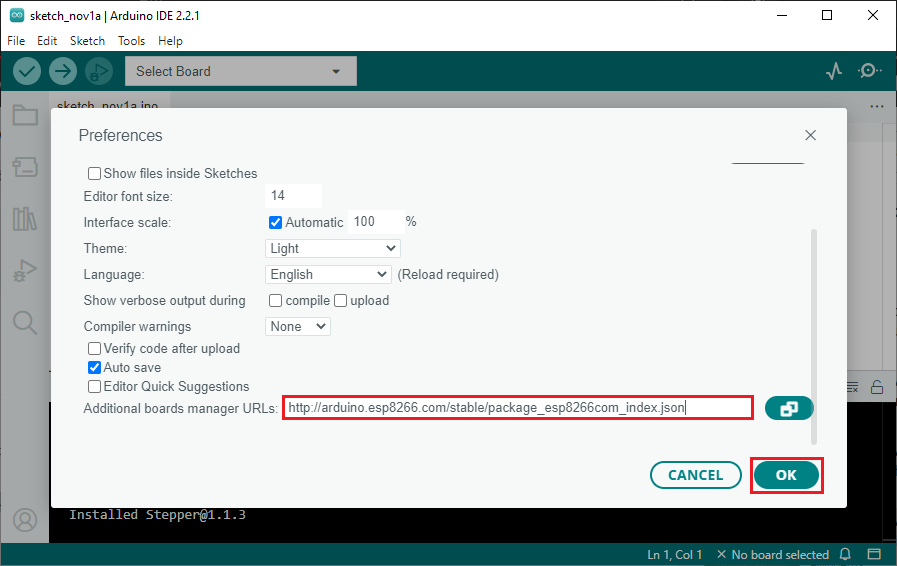 sketch_nov1a | Arduino IDE 2.2.1
File Edit Sketch Tools Help
Select Board
sketch_nov1a.ino
Preferences
Show files inside Sketches
Editor font size: 14
Interface scale: Automatic 100 %
Theme: Light
Language: English (Reload required)
Show verbose output during compile upload
Compiler warnings None
Verify code after upload
Auto save
Editor Quick Suggestions
Additional boards manager URLs: http://arduino.esp8266.com/stable/package_esp8266com_index.json
CANCEL OK
Installed Stepper@1.1.3
Ln 1, Col 1 No board selected